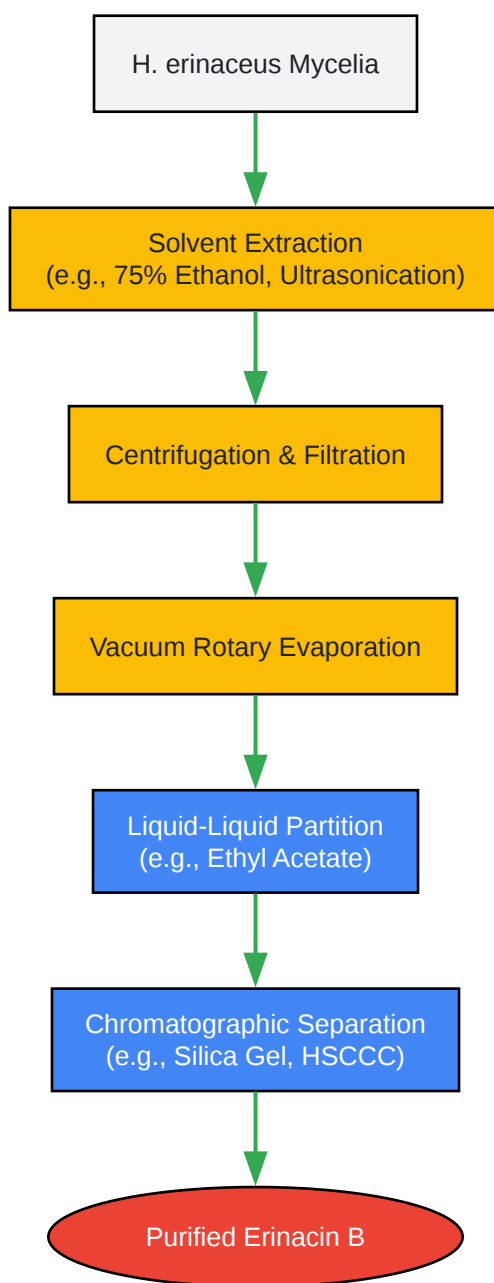 H. erinaceus Mycelia
Solvent Extraction
(e.g., 75% Ethanol, Ultrasonication)
Centrifugation & Filtration
Vacuum Rotary Evaporation
Liquid-Liquid Partition
(e.g., Ethyl Acetate)
Chromatographic Separation
(e.g., Silica Gel, HSCCC)
Purified Erinacin B